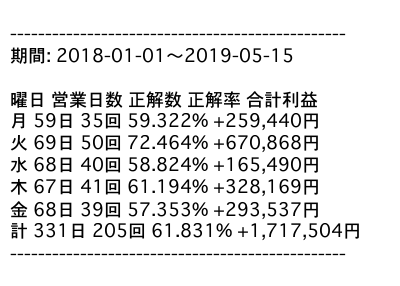 ------------------------------------------------
期間: 2018-01-01～2019-05-15
曜日 営業日数 正解数 正解率 合計利益
月 59日 35回 59.322% +259,440円
火 69日 50回 72.464% +670,868円
水 68日 40回 58.824% +165,490円
木 67日 41回 61.194% +328,169円
金 68日 39回 57.353% +293,537円
計 331日 205回 61.931% +1,717,504円
------------------------------------------------